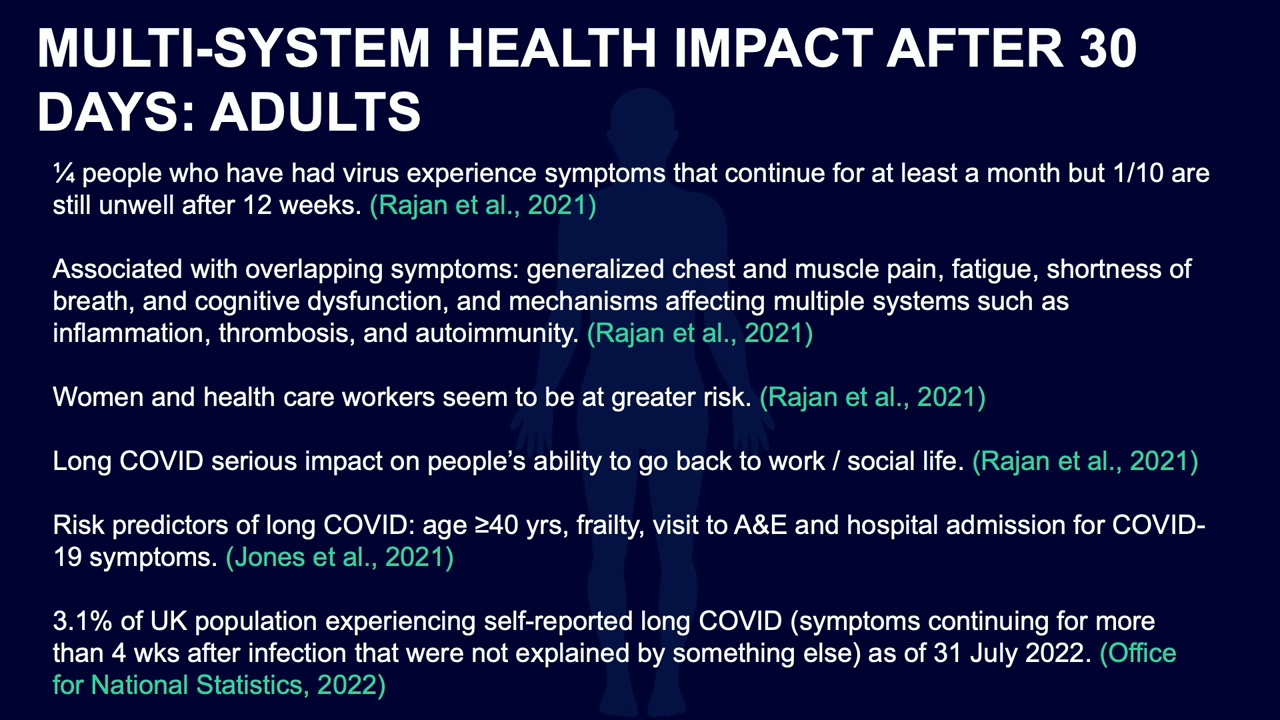 MULTI-SYSTEM HEALTH IMPACT AFTER 30
DAYS: ADULTS
¼ people who have had virus experience symptoms that continue for at least a month but 1/10 are
still unwell after 12 weeks. (Rajan et al., 2021)
Associated with overlapping symptoms: generalized chest and muscle pain, fatigue, shortness of
breath, and cognitive dysfunction, and mechanisms affecting multiple systems such as
inflammation, thrombosis, and autoimmunity. (Rajan et al., 2021)
Women and health care workers seem to be at greater risk. (Rajan et al., 2021)
Long COVID serious impact on people’s ability to go back to work / social life. (Rajan et al., 2021)
Risk predictors of long COVID: age ≥40 yrs, frailty, visit to A&E and hospital admission for COVID-
19 symptoms. (Jones et al., 2021)
3.1% of UK population experiencing self-reported long COVID (symptoms continuing for more
than 4 wks after infection that were not explained by something else) as of 31 July 2022. (Office
for National Statistics, 2022)